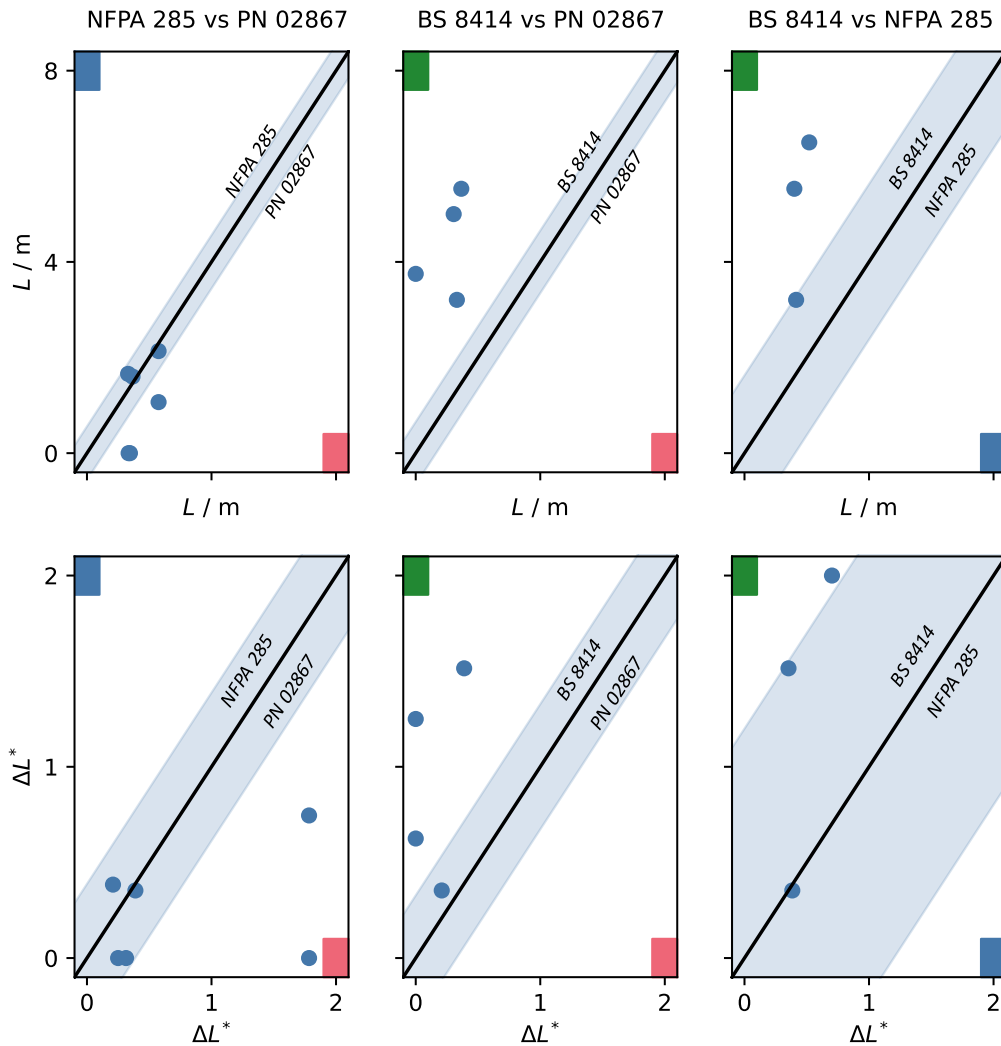 NFPA 285 vs PN 02867
BS 8414 vs PN 02867
BS 8414 vs NFPA 285
8
4
0
L / m
NFPA 285
PN 02867
BS 8414
PN 02867
BS 8414
NFPA 285
L / m
L / m
L / m
2
1
0
ΔL*
NFPA 285
PN 02867
BS 8414
PN 02867
BS 8414
NFPA 285
0 1 2
0 1 2
0 1 2
ΔL*
ΔL*
ΔL*